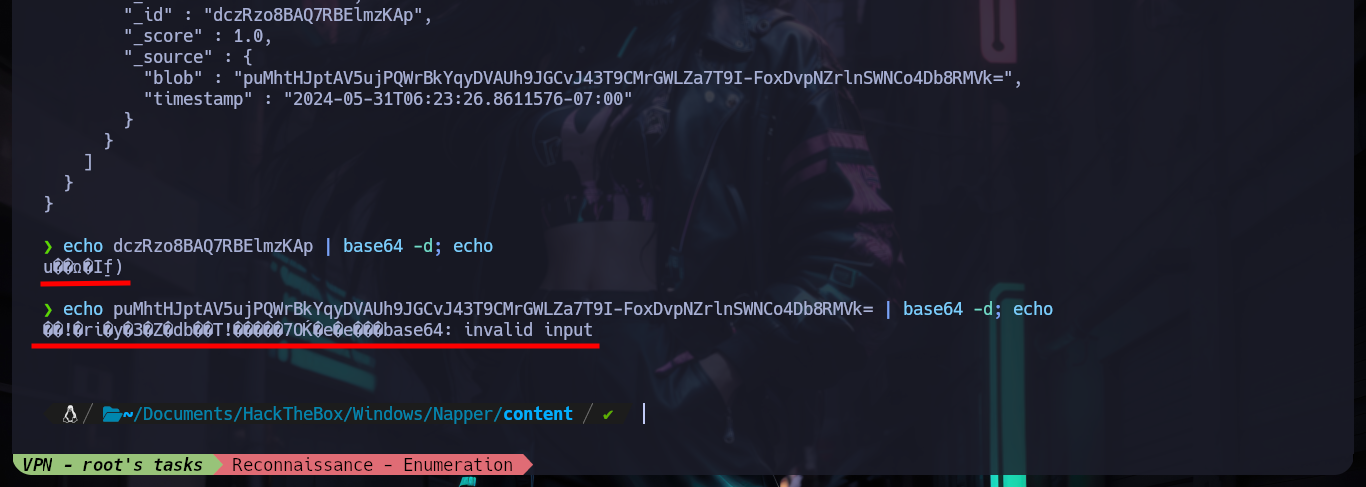 "_id" : "dczRzo8BAQ7RBElmzKAp",
"_score" : 1.0,
"_source" : {
"blob" : "puMhtHJptAV5ujPQWrBkYqyDVAUh9JGCvJ43T9CMrGWLZa7T9I-FoxDvpNZrlnSWNCo4Db8RMVk=",
"timestamp" : "2024-05-31T06:23:26.8611576-07:00"
}
}
]
}
}
❯ echo dczRzo8BAQ7RBElmzKAp | base64 -d; echo
u��Ω�If)
❯ echo puMhtHJptAV5ujPQWrBkYqyDVAUh9JGCvJ43T9CMrGWLZa7T9I-FoxDvpNZrlnSWNCo4Db8RMVk= | base64 -d; echo
��!�ri�y�3�Z�db��T!�����7OЌ�e�e���base64: invalid input
~/Documents/HackTheBox/Windows/Napper/content / ✔
VPN - root's tasks Reconnaissance - Enumeration